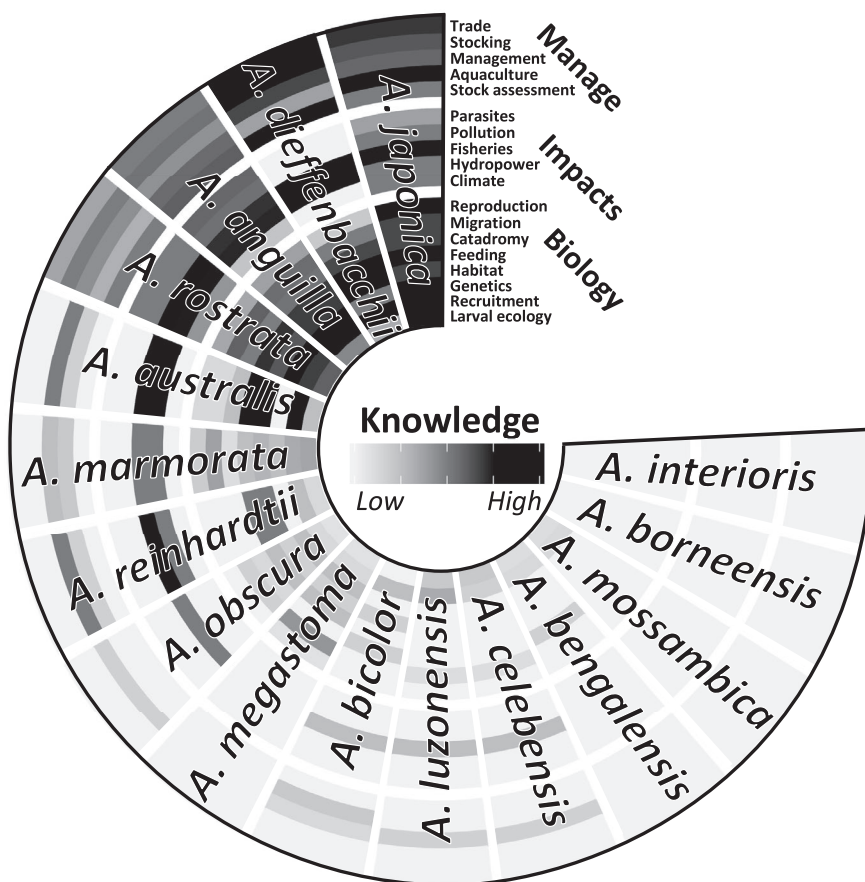 Trade
Stocking
Management
Aquaculture
Stock assessment
Manage
Parasites
Pollution
Fisheries
Hydropower
Climate
Impacts
Reproduction
Migration
Catadromy
Feeding
Habitat
Genetics
Recruitment
Larval ecology
Biology
A. japonica
A. dieffenbacchii
A. anguilla
A. rostrata
A. australis
A. marmorata
A. reinhardtii
A. obscura
A. megastoma
A. bicolor
A. luzonensis
A. celebensis
A. bengalensis
A. mossambica
A. borneensis
A. interioris
Knowledge
Low High